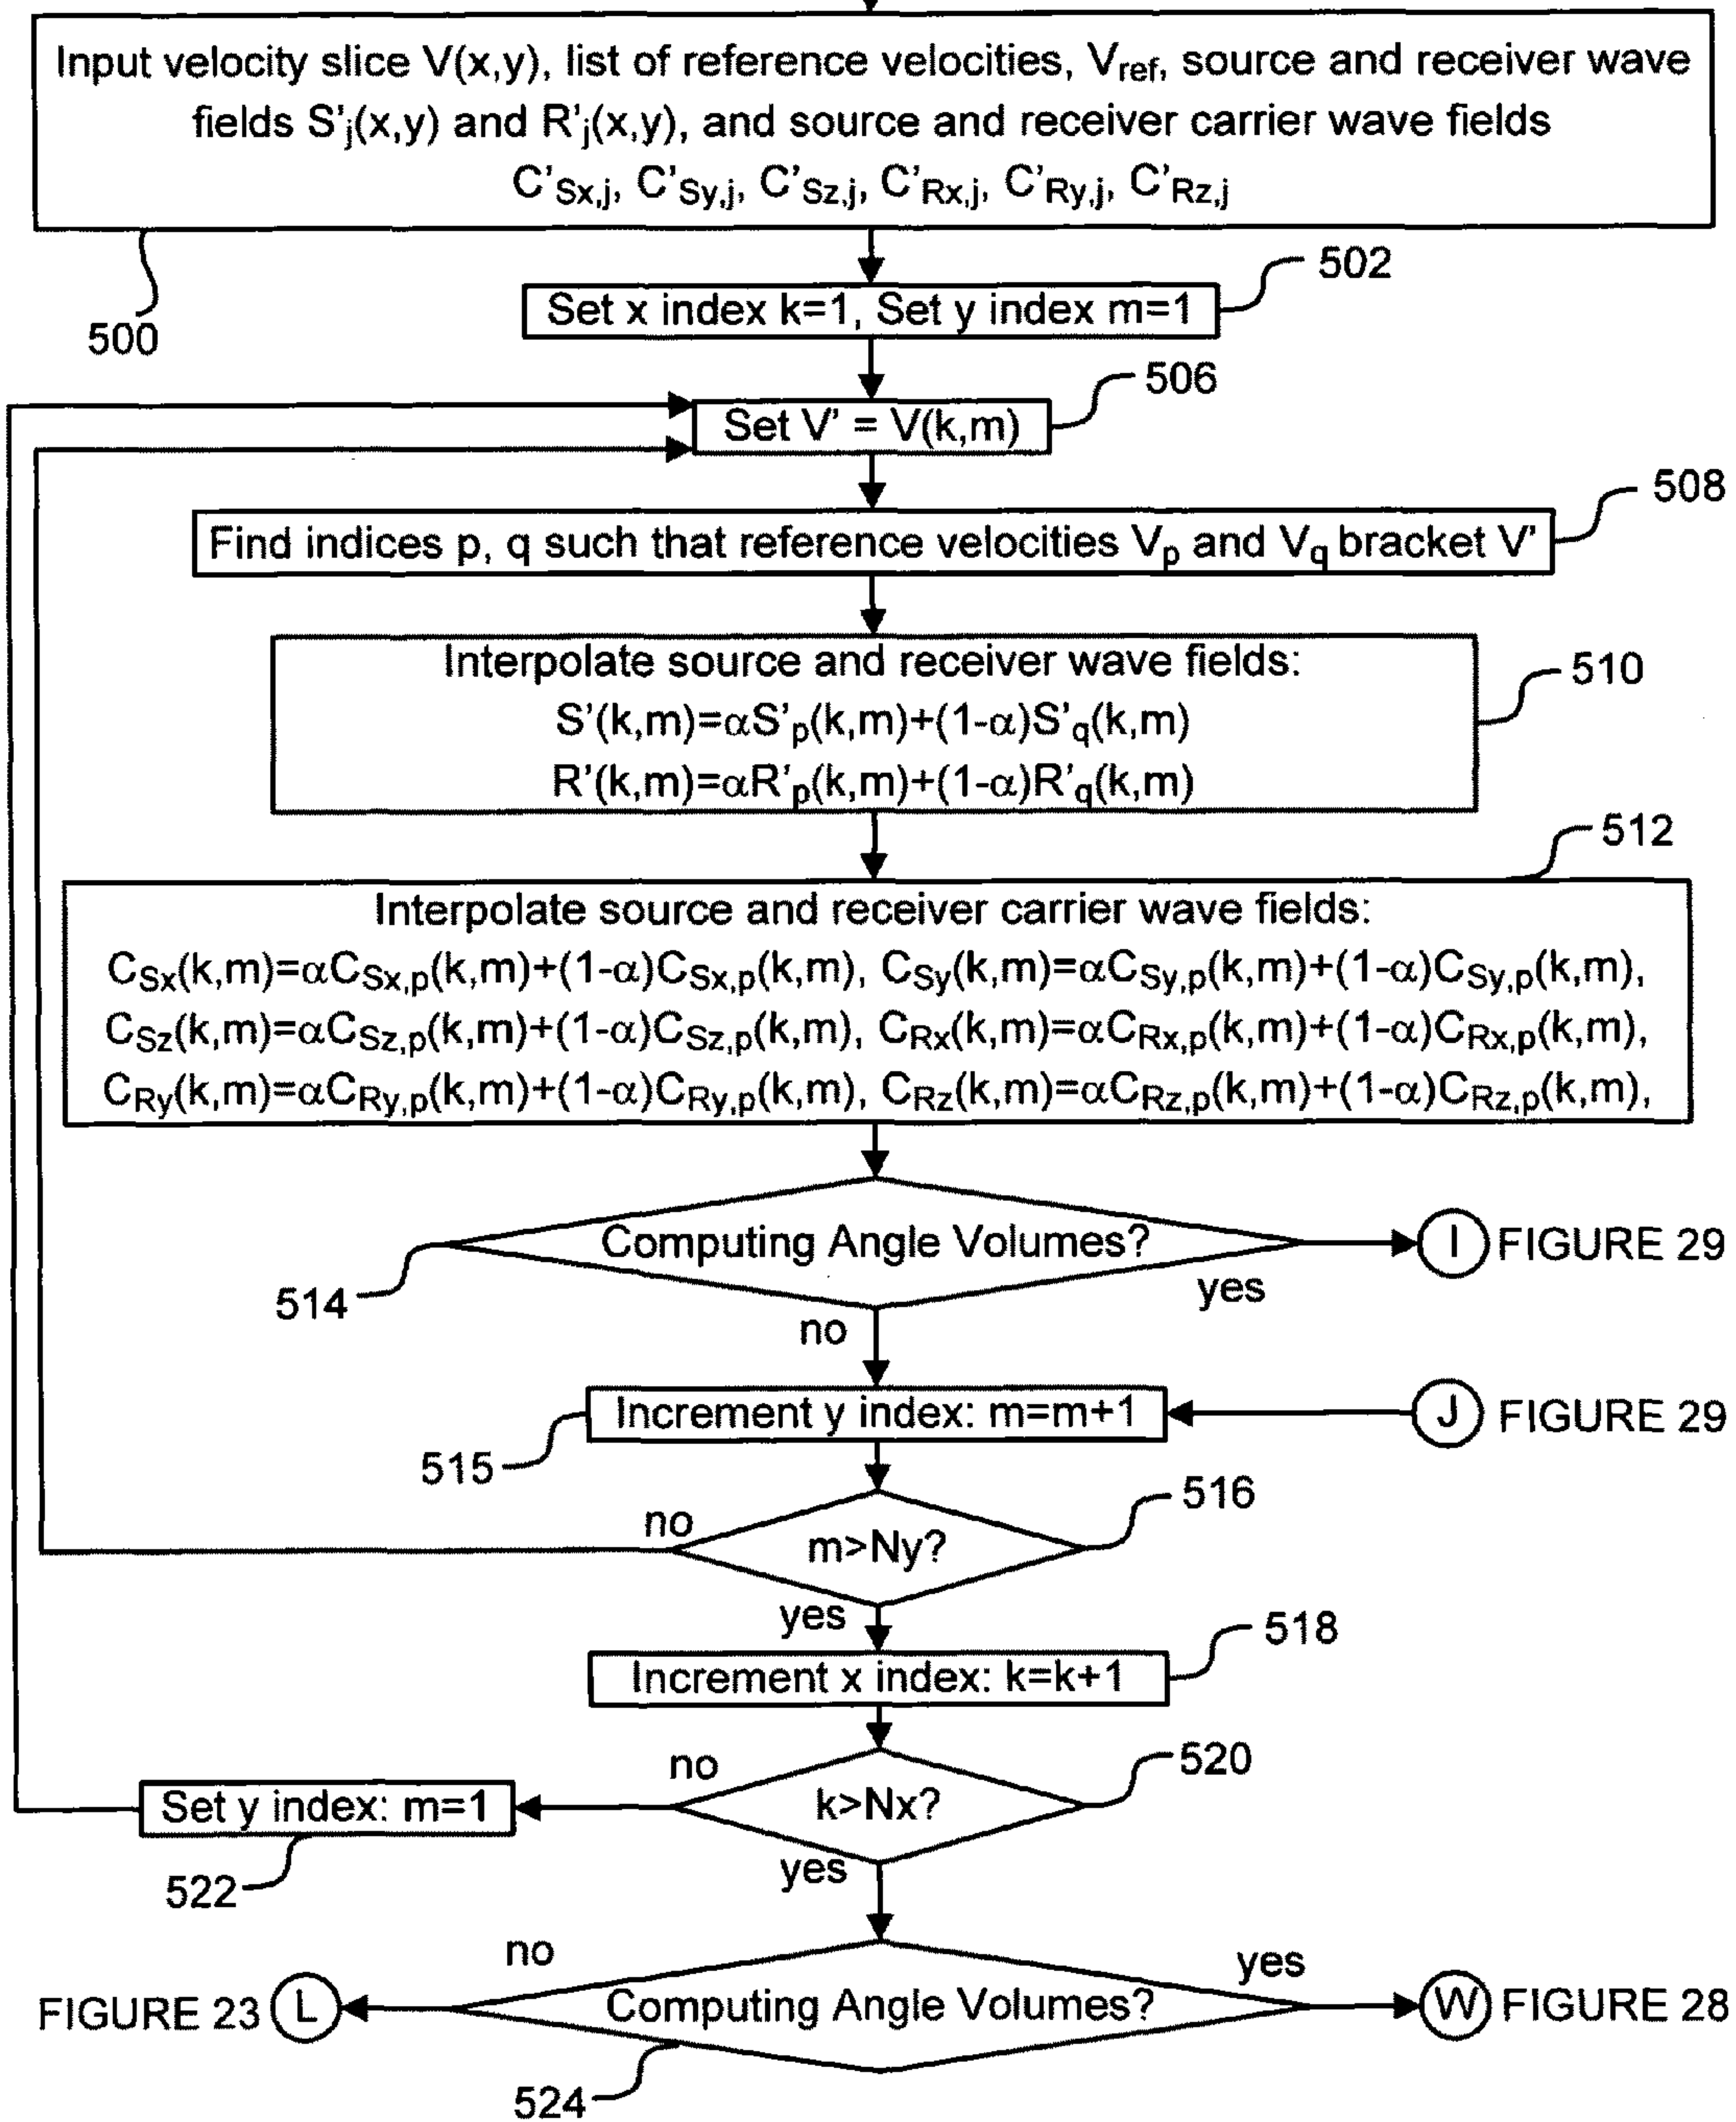 Input velocity slice V(x,y), list of reference velocities, Vref, source and receiver wave
fields S'j(x,y) and R'j(x,y), and source and receiver carrier wave fields
C'Sx,j, C'Sy,j, C'Sz,j, C'Rx,j, C'Ry,j, C'Rz,j
500
502
Set x index k=1, Set y index m=1
506
Set V' = V(k,m)
508
Find indices p, q such that reference velocities Vp and Vq bracket V'
Interpolate source and receiver wave fields:
510
S'(k,m)=αS'p(k,m)+(1-α)S'q(k,m)
R'(k,m)=αR'p(k,m)+(1-α)R'q(k,m)
512
Interpolate source and receiver carrier wave fields:
CSx(k,m)=αCSx,p(k,m)+(1-α)CSx,p(k,m), CSy(k,m)=αCSy,p(k,m)+(1-α)CSy,p(k,m),
CSz(k,m)=αCSz,p(k,m)+(1-α)CSz,p(k,m), CRx(k,m)=αCRx,p(k,m)+(1-α)CRx,p(k,m),
CRy(k,m)=αCRy,p(k,m)+(1-α)CRy,p(k,m), CRz(k,m)=αCRz,p(k,m)+(1-α)CRz,p(k,m),
Computing Angle Volumes?
I FIGURE 29
514
yes
no
Increment y index: m=m+1
J FIGURE 29
515
516
no
m>Ny?
yes
518
Increment x index: k=k+1
520
no
k>Nx?
Set y index: m=1
yes
522
no
yes
FIGURE 23 L
Computing Angle Volumes?
W FIGURE 28
524